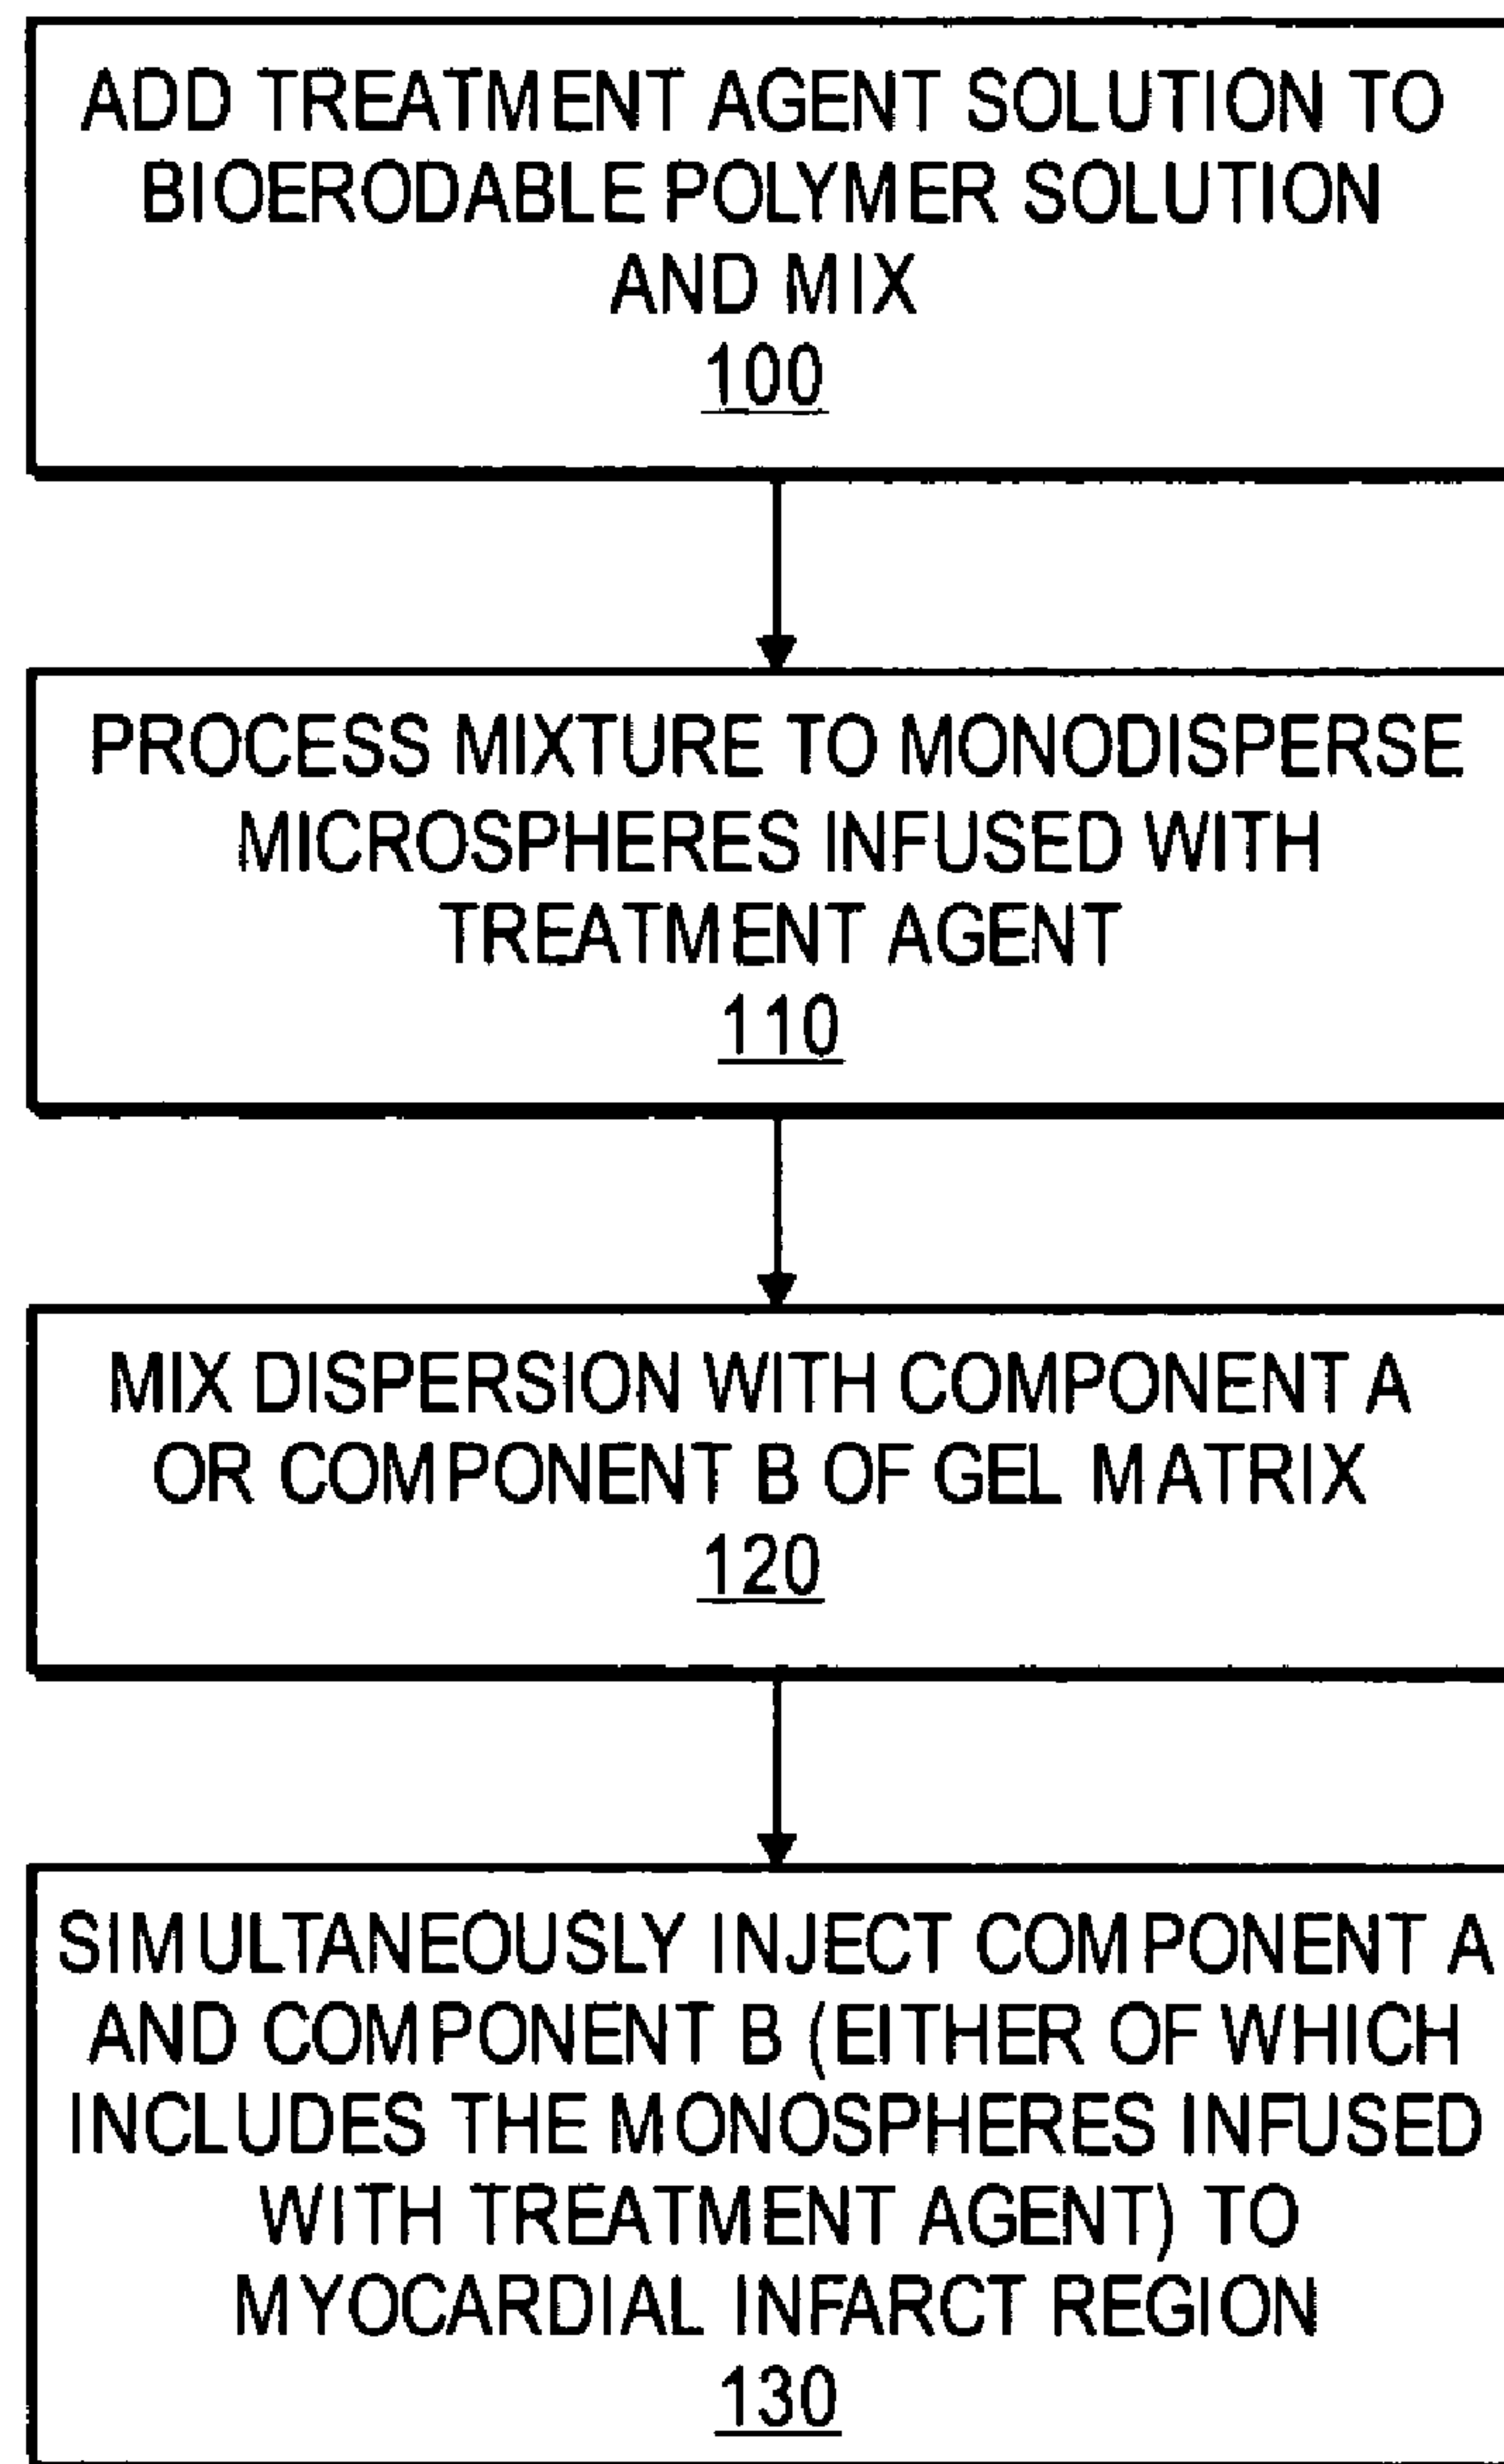 ADD TREATMENT AGENT SOLUTION TO
BIOERODABLE POLYMER SOLUTION
AND MIX
100
PROCESS MIXTURE TO MONODISPERSE
MICROSPHERES INFUSED WITH
TREATMENT AGENT
110
MIX DISPERSION WITH COMPONENT A
OR COMPONENT B OF GEL MATRIX
120
SIMULTANEOUSLY INJECT COMPONENT A
AND COMPONENT B (EITHER OF WHICH
INCLUDES THE MONOSPHERES INFUSED
WITH TREATMENT AGENT) TO
MYOCARDIAL INFARCT REGION
130